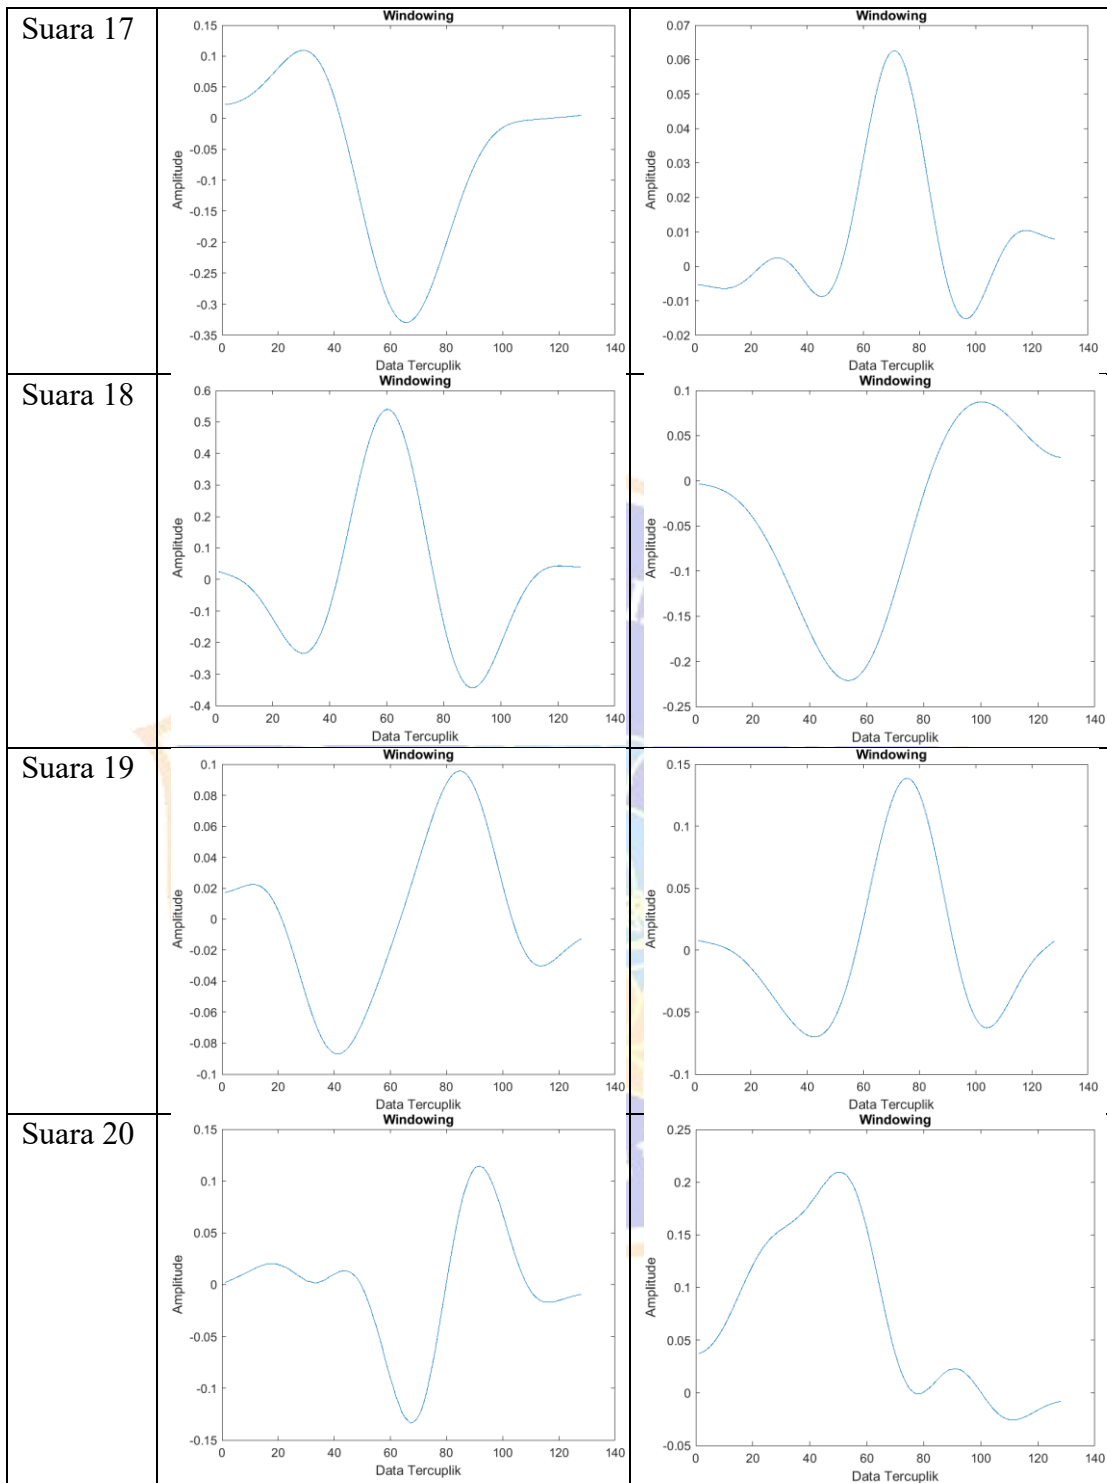 Suara 17
Windowing
0.15
0.1
0.05
0
-0.05
-0.1
-0.15
-0.2
-0.25
-0.3
-0.35
Amplitude
0 20 40 60 80 100 120 140
Data Tercuplik
Windowing
0.07
0.06
0.05
0.04
0.03
0.02
0.01
0
-0.01
-0.02
Amplitude
0 20 40 60 80 100 120 140
Data Tercuplik
Suara 18
Windowing
0.6
0.5
0.4
0.3
0.2
0.1
0
-0.1
-0.2
-0.3
-0.4
Amplitude
0 20 40 60 80 100 120 140
Data Tercuplik
Windowing
0.1
0.05
0
-0.05
-0.1
-0.15
-0.2
-0.25
Amplitude
0 20 40 60 80 100 120 140
Data Tercuplik
Suara 19
Windowing
0.1
0.08
0.06
0.04
0.02
0
-0.02
-0.04
-0.06
-0.08
-0.1
Amplitude
0 20 40 60 80 100 120 140
Data Tercuplik
Windowing
0.15
0.1
0.05
0
-0.05
-0.1
Amplitude
0 20 40 60 80 100 120 140
Data Tercuplik
Suara 20
Windowing
0.15
0.1
0.05
0
-0.05
-0.1
-0.15
Amplitude
0 20 40 60 80 100 120 140
Data Tercuplik
Windowing
0.25
0.2
0.15
0.1
0.05
0
-0.05
Amplitude
0 20 40 60 80 100 120 140
Data Tercuplik